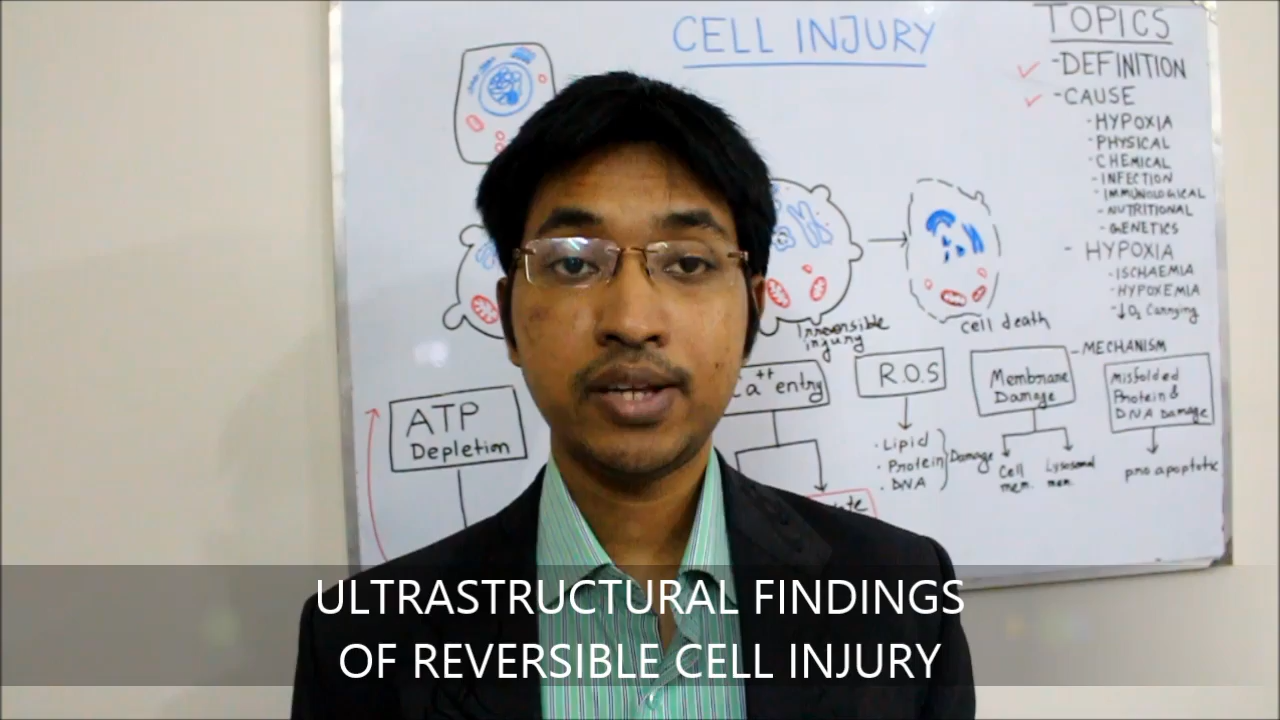 CELL INJURY
TOPICS
-DEFINITION
-CAUSE
-HYPOXIA
-PHYSICAL
-CHEMICAL
-INFECTION
-IMMUNOLOGICAL
-NUTRITIONAL
-GENETICS
- HYPOXIA
-ISCHAEMIA
-HYPOXEMIA
-↓O₂ Carrying
-MECHANISM
Irreversible
injury
cell death
ATP
Depletion
a++ entry
R.O.S
Membrane
Damage
Misfolded
Protein &
DNA Damage
• Lipid
• Protein
• DNA
Damage
Cell
mem.
Lysosomal
mem.
pro apoptotic
ULTRASTRUCTURAL FINDINGS
OF REVERSIBLE CELL INJURY